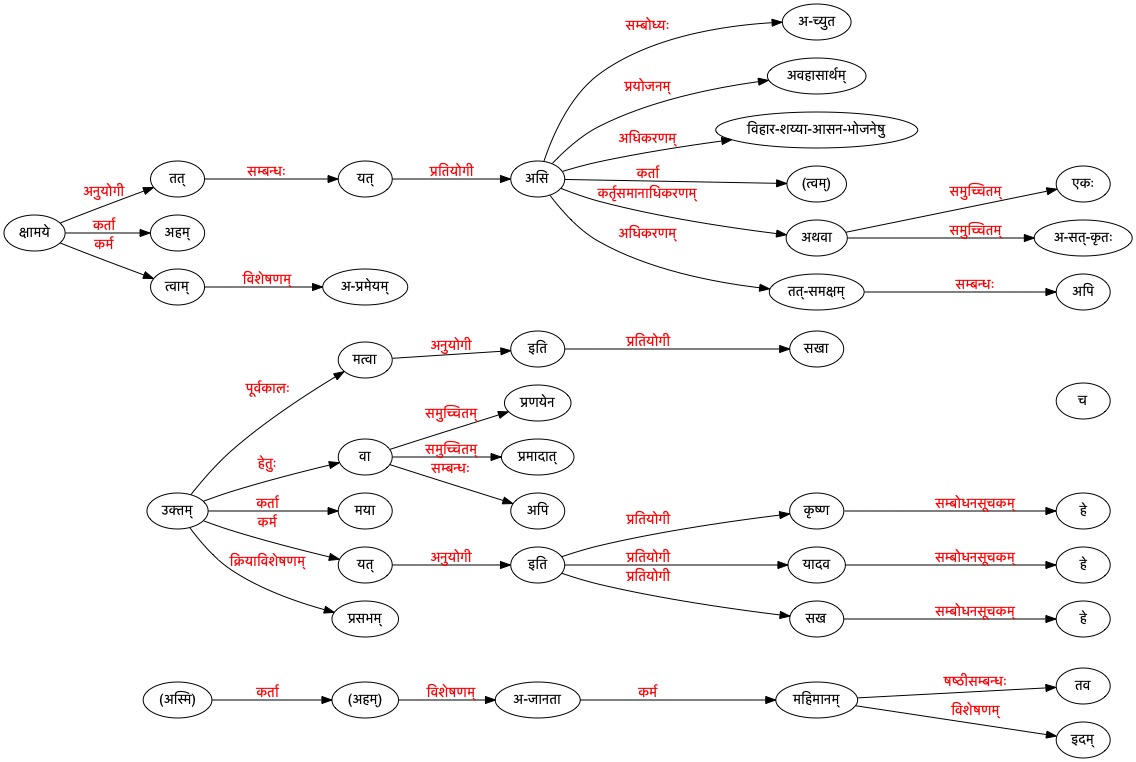 सम्बोध्यः अ-च्युत
प्रयोजनम् अवहासार्थम्
अधिकरणम् विहार-शय्या-आसन-भोजनेषु
अनुयोगी तत् सम्बन्धः यत् प्रतियोगी असि कर्ता (त्वम्) समुच्चितम् एकः
कर्तृसमानाधिकरणम्
क्षामये कर्ता अहम् अधिकरणम् अथवा समुच्चितम् अ-सत्-कृतः
कर्म त्वाम् विशेषणम् अ-प्रमेयम् तत्-समक्षम् सम्बन्धः अपि
मत्वा अनुयोगी इति प्रतियोगी सखा
पूर्वकालः
समुच्चितम् प्रणयेन च
हेतुः वा समुच्चितम् प्रमादात्
सम्बन्धः अपि
उक्तम् कर्ता मया प्रतियोगी कृष्ण सम्बोधनसूचकम् हे
कर्म यत् अनुयोगी इति प्रतियोगी यादव सम्बोधनसूचकम् हे
क्रियाविशेषणम् प्रसभम् प्रतियोगी सख सम्बोधनसूचकम् हे
(अस्मि) कर्ता (अहम्) विशेषणम् अ-जानता कर्म महिमानम् षष्ठीसम्बन्धः तव
विशेषणम् इदम्